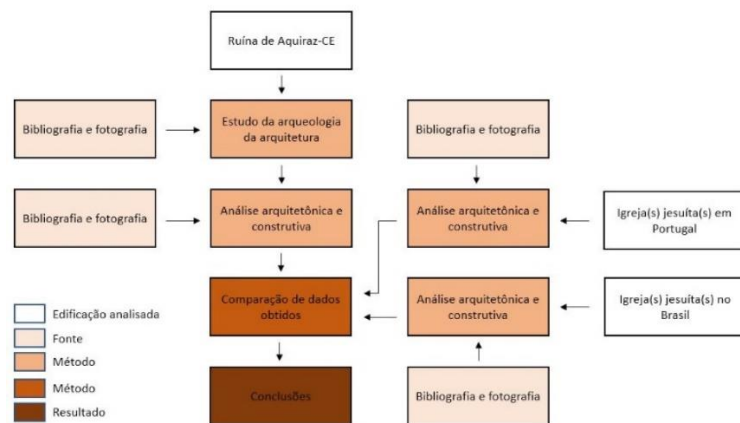 Ruína de Aquiraz-CE
Bibliografia e fotografia
Estudo da arqueologia
da arquitetura
Bibliografia e fotografia
Bibliografia e fotografia
Análise arquitetônica e
construtiva
Análise arquitetônica e
construtiva
Igreja(s) jesuíta(s) em
Portugal
Comparação de dados
obtidos
Análise arquitetônica e
construtiva
Igreja(s) jesuíta(s) no
Brasil
Conclusões
Bibliografia e fotografia
Edificação analisada
Fonte
Método
Método
Resultado